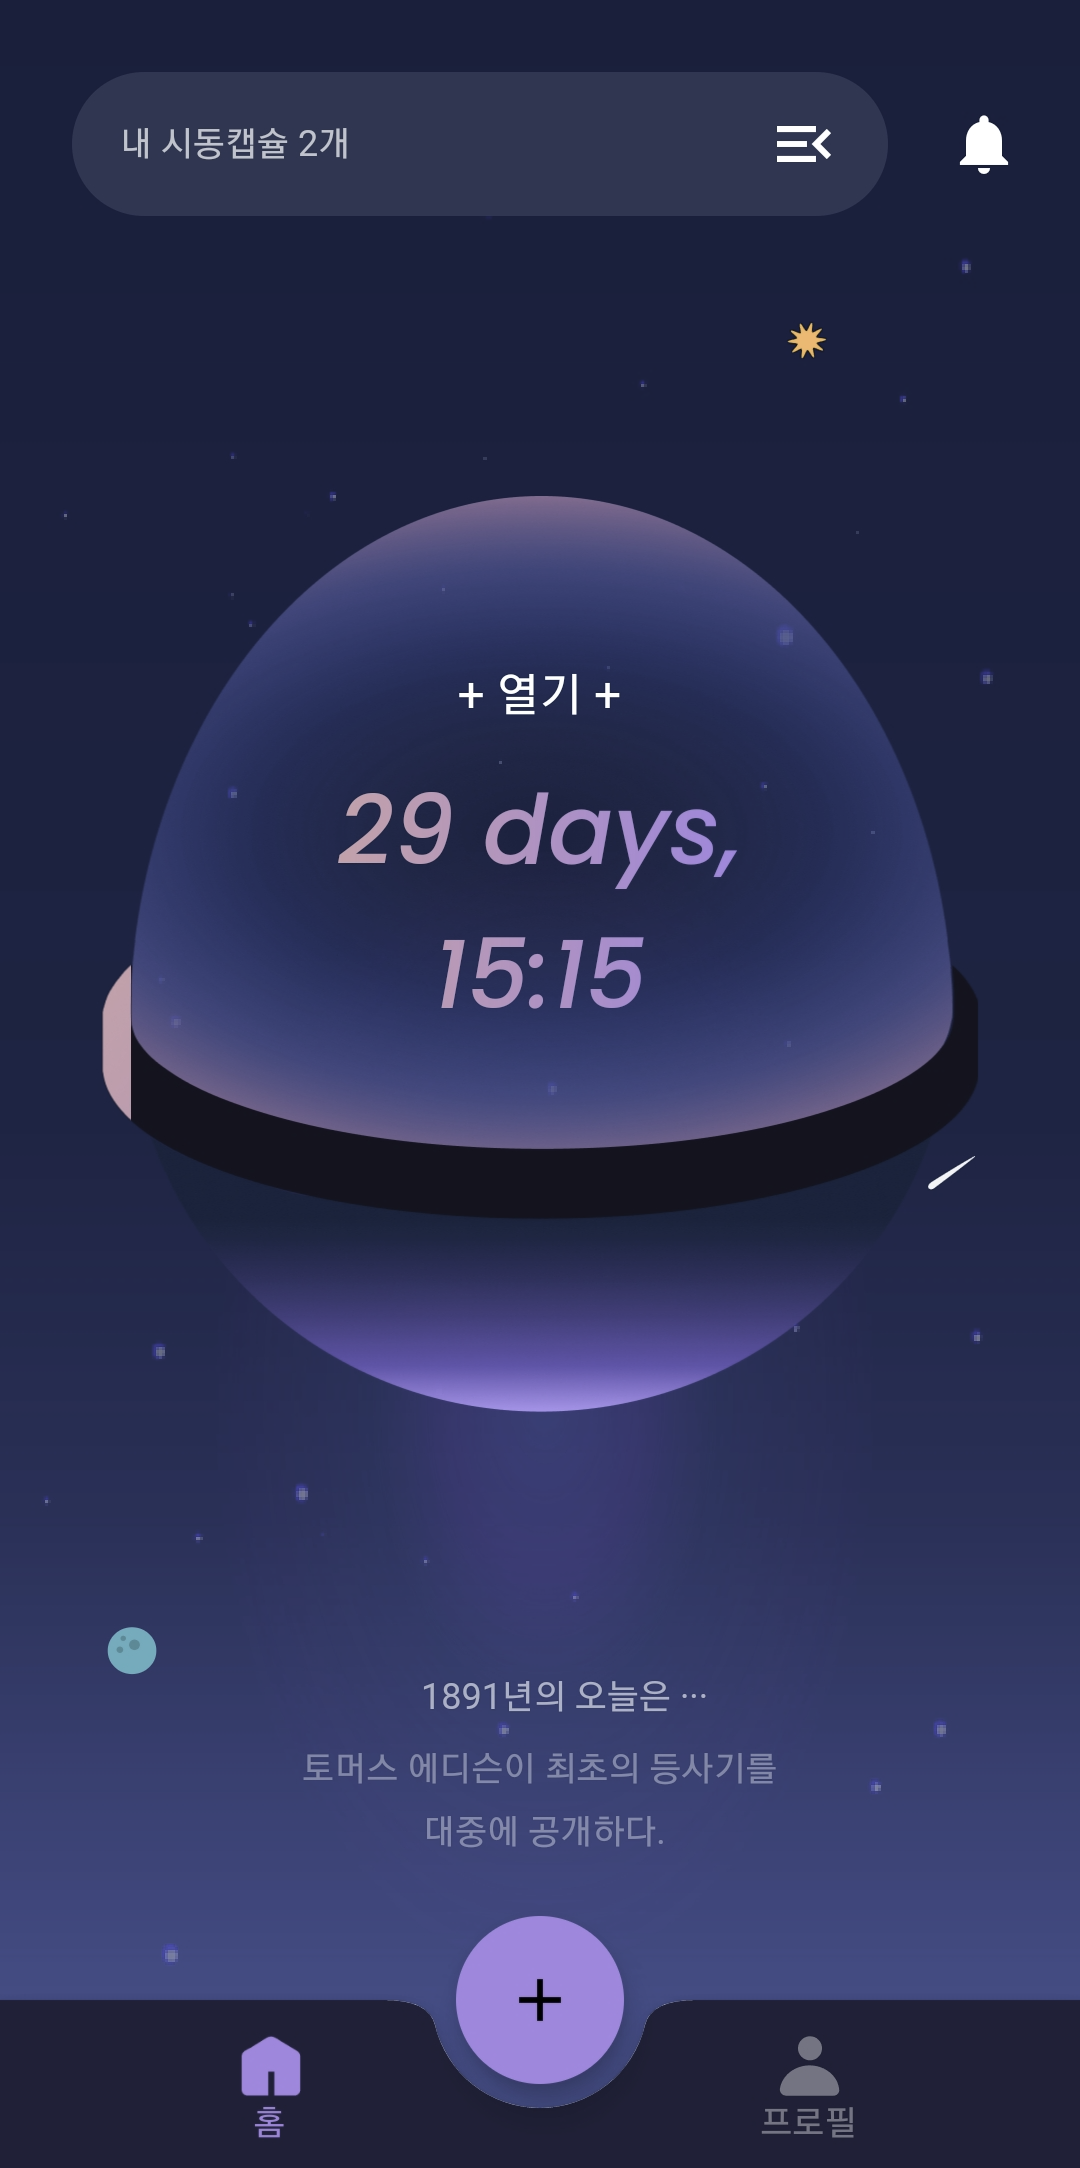 내 시동캡슐 2개
+ 열기 +
29 days,
15:15
1891년의 오늘은 ···
토머스 에디슨이 최초의 등사기를
대중에 공개하다.
+
홈
프로필